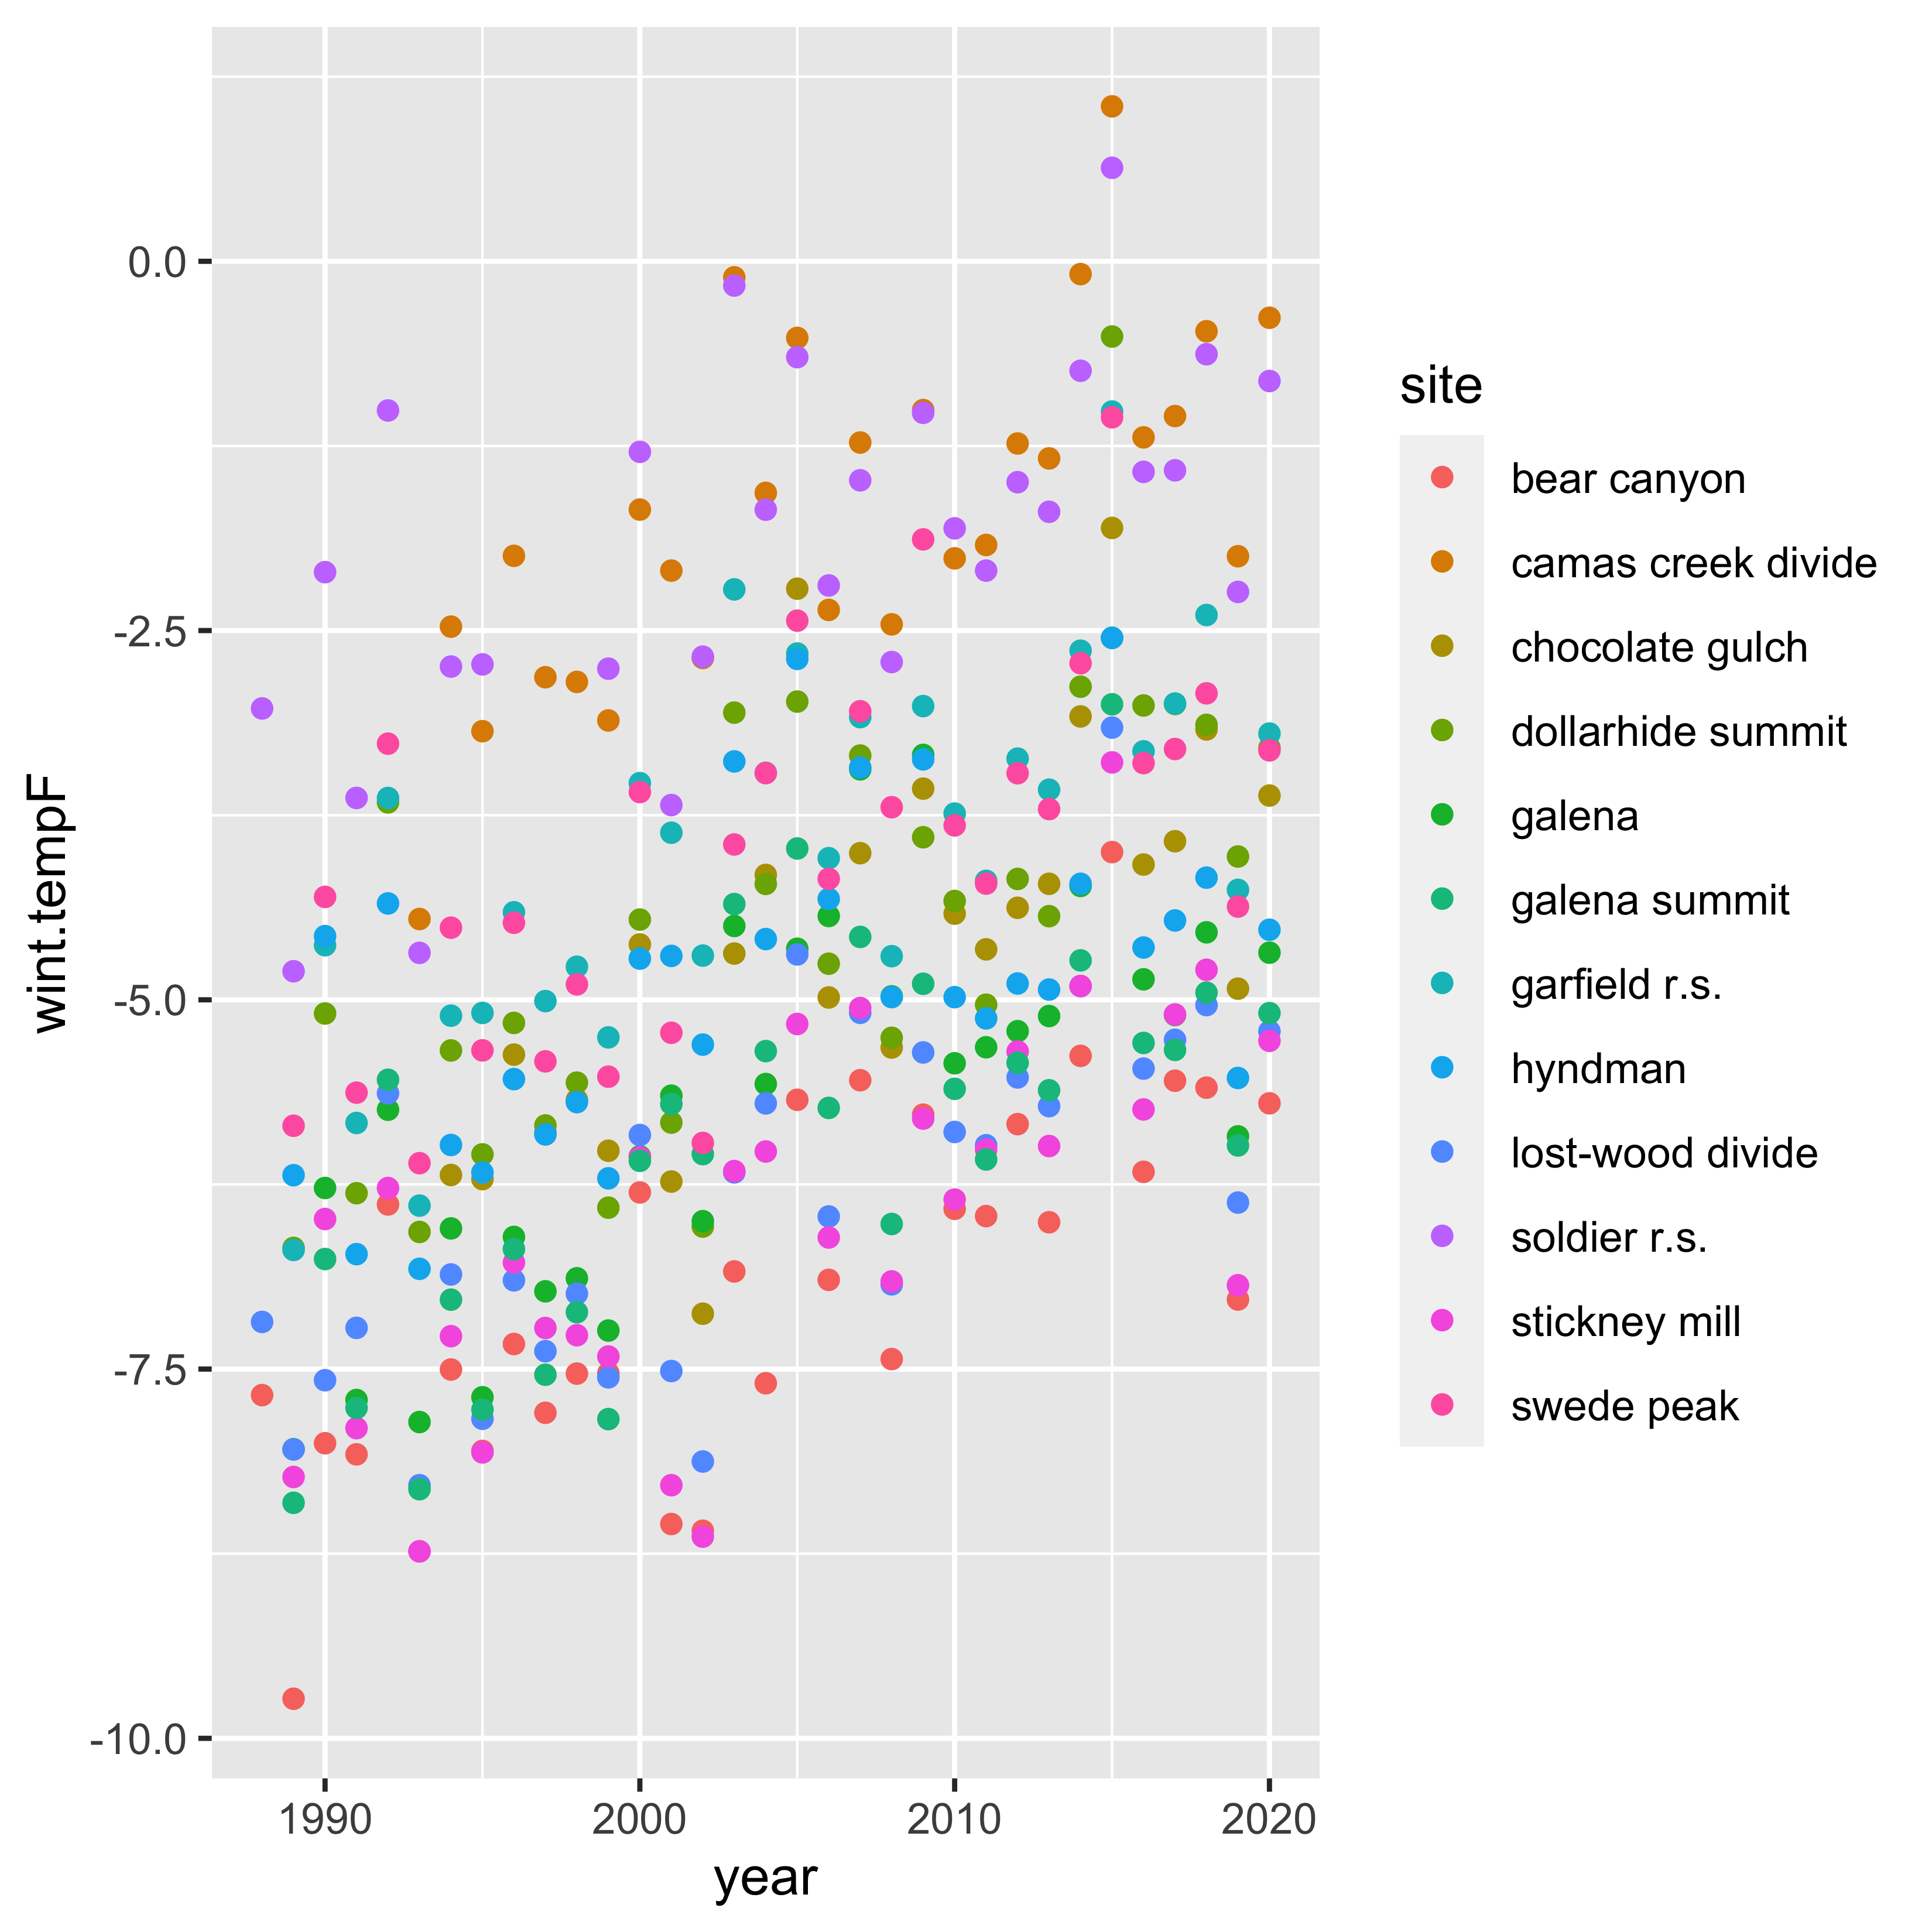 wint.tempF
0.0
-2.5
-5.0
-7.5
-10.0
1990 2000 2010 2020
year
site
bear canyon
camas creek divide
chocolate gulch
dollarhide summit
galena
galena summit
garfield r.s.
hyndman
lost-wood divide
soldier r.s.
stickney mill
swede peak